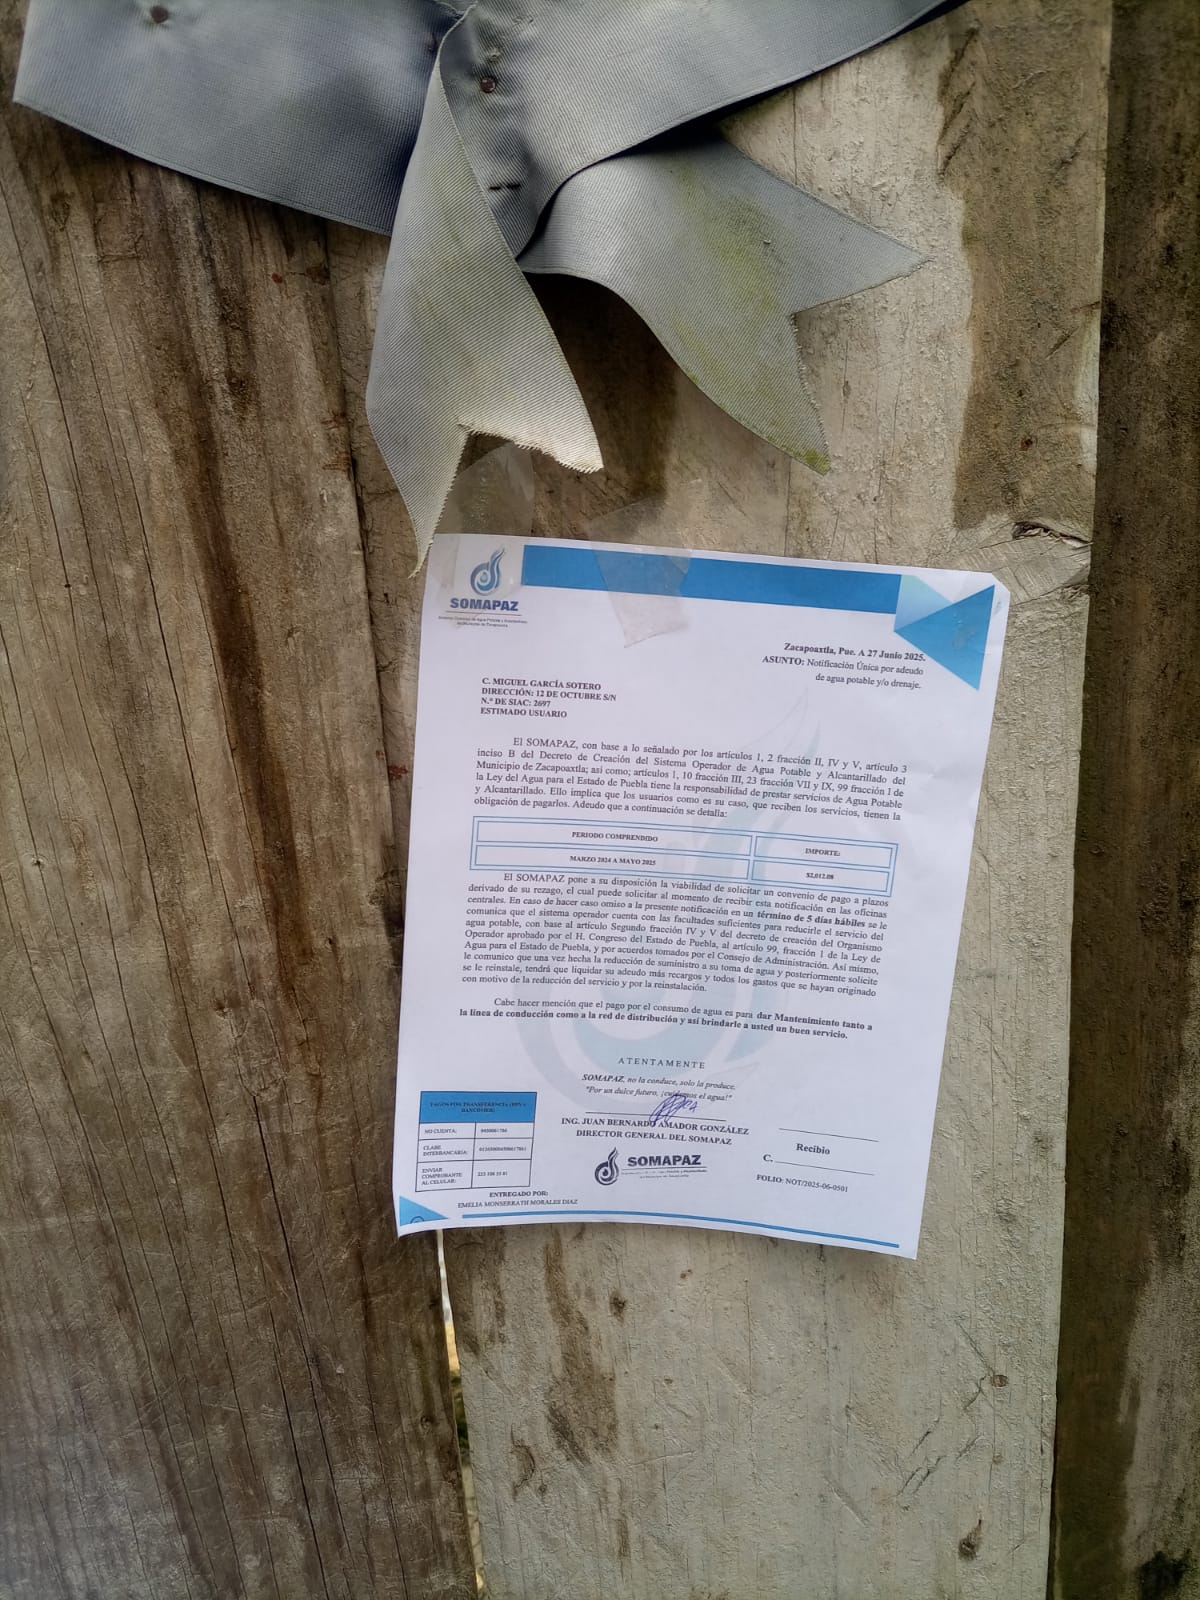 SOMAPAZ
Zacapoaxtla, Pue. A 27 Junio 2025.
ASUNTO: Notificación Única por adeudo
de agua potable y/o drenaje.
C. MIGUEL GARCÍA SOTERO
DIRECCIÓN: 12 DE OCTUBRE S/N
N.º DE SIAC: 2697
ESTIMADO USUARIO
El SOMAPAZ, con base a lo señalado por los artículos 1, 2 fracción II, IV y V, artículo 3
inciso B del Decreto de Creación del Sistema Operador de Agua Potable y Alcantarillado del
Municipio de Zacapoaxtla; así como; artículos 1, 10 fracción III, 23 fracción VII y IX, 99 fracción I de
la Ley del Agua para el Estado de Puebla tiene la responsabilidad de prestar servicios de Agua Potable
y Alcantarillado. Ello implica que los usuarios como es su caso, que reciben los servicios, tienen la
obligación de pagarlos. Adeudo que a continuación se detalla:
PERIODO COMPRENDIDO IMPORTE:
MARZO 2024 A MAYO 2025 $2,012.08
El SOMAPAZ pone a su disposición la viabilidad de solicitar un convenio de pago a plazos
derivado de su rezago, el cual puede solicitar al momento de recibir esta notificación en las oficinas
centrales. En caso de hacer caso omiso a la presente notificación en un término de 5 días hábiles se le
comunica que el sistema operador cuenta con las facultades suficientes para reducirle el servicio del
agua potable, con base al artículo Segundo fracción IV y V del decreto de creación del Organismo
Operador aprobado por el H. Congreso del Estado de Puebla, al artículo 99, fracción 1 de la Ley de
Agua para el Estado de Puebla, y por acuerdos tomados por el Consejo de Administración. Así mismo,
le comunico que una vez hecha la reducción de suministro a su toma de agua y posteriormente solicite
se le reinstale, tendrá que liquidar su adeudo más recargos y todos los gastos que se hayan originado
con motivo de la reducción del servicio y por la reinstalación.
Cabe hacer mención que el pago por el consumo de agua es para dar Mantenimiento tanto a
la línea de conducción como a la red de distribución y así brindarle a usted un buen servicio.
ATENTAMENTE
SOMAPAZ, no la conduce, solo la produce.
"Por un dulce futuro, ¡cuidemos el agua!"
ING. JUAN BERNARDO AMADOR GONZÁLEZ
DIRECTOR GENERAL DEL SOMAPAZ
SOMAPAZ
PAGOS POR TRANSFERENCIA
NO CUENTA:
CLABE
INTERBANCARIA:
ENVIAR
COMPROBANTE
AL CELULAR:
ENTREGADO POR:
EMELIA MONSERRATH MORALES DIAZ
Recibio
C.
FOLIO: NOT/2025-06-0501